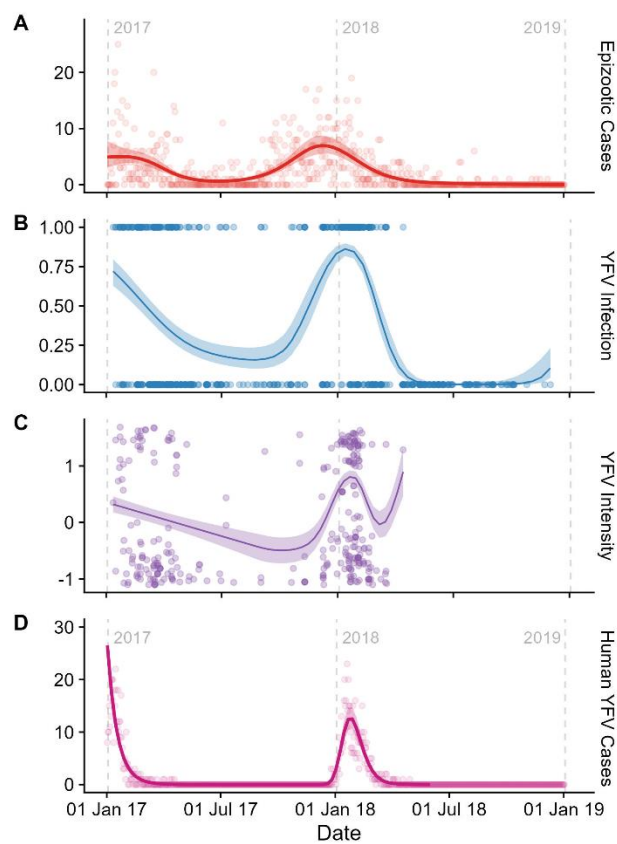 A
2017
2018
2019
20
10
0
Epizootic Cases
B
1.00
0.75
0.50
0.25
0.00
YFV Infection
C
1
0
-1
YFV Intensity
D
2017
2018
2019
30
20
10
0
Human YFV Cases
01 Jan 17
01 Jul 17
01 Jan 18
01 Jul 18
01 Jan 19
Date